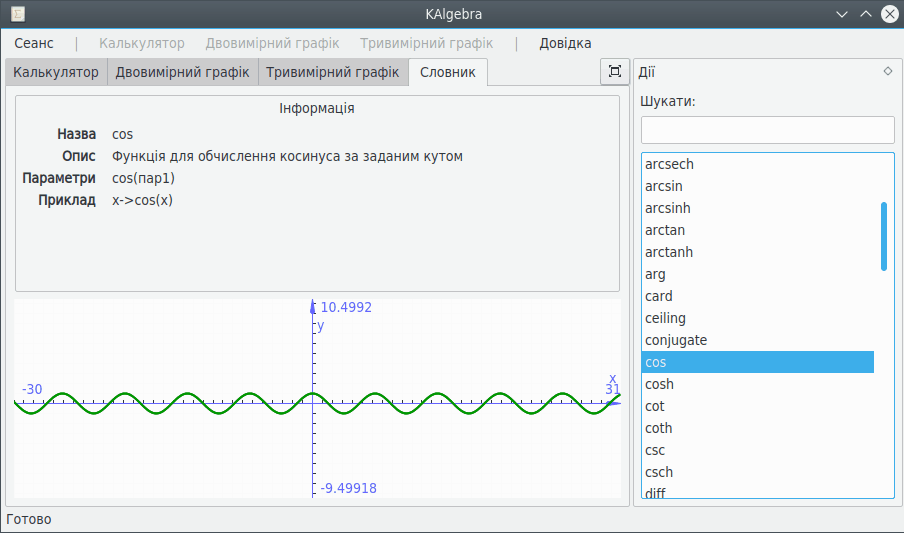 KAlgebra
Сеанс | Калькулятор Двовимірний графік Тривимірний графік | Довідка
Калькулятор Двовимірний графік Тривимірний графік Словник
Інформація
Назва cos
Опис Функція для обчислення косинуса за заданим кутом
Параметри cos(пар1)
Приклад x->cos(x)
10.4992
y
-30
x
31
-9.49918
Дії
Шукати:
arcsech
arcsin
arcsinh
arctan
arctanh
arg
card
ceiling
conjugate
cos
cosh
cot
coth
csc
csch
diff
Готово